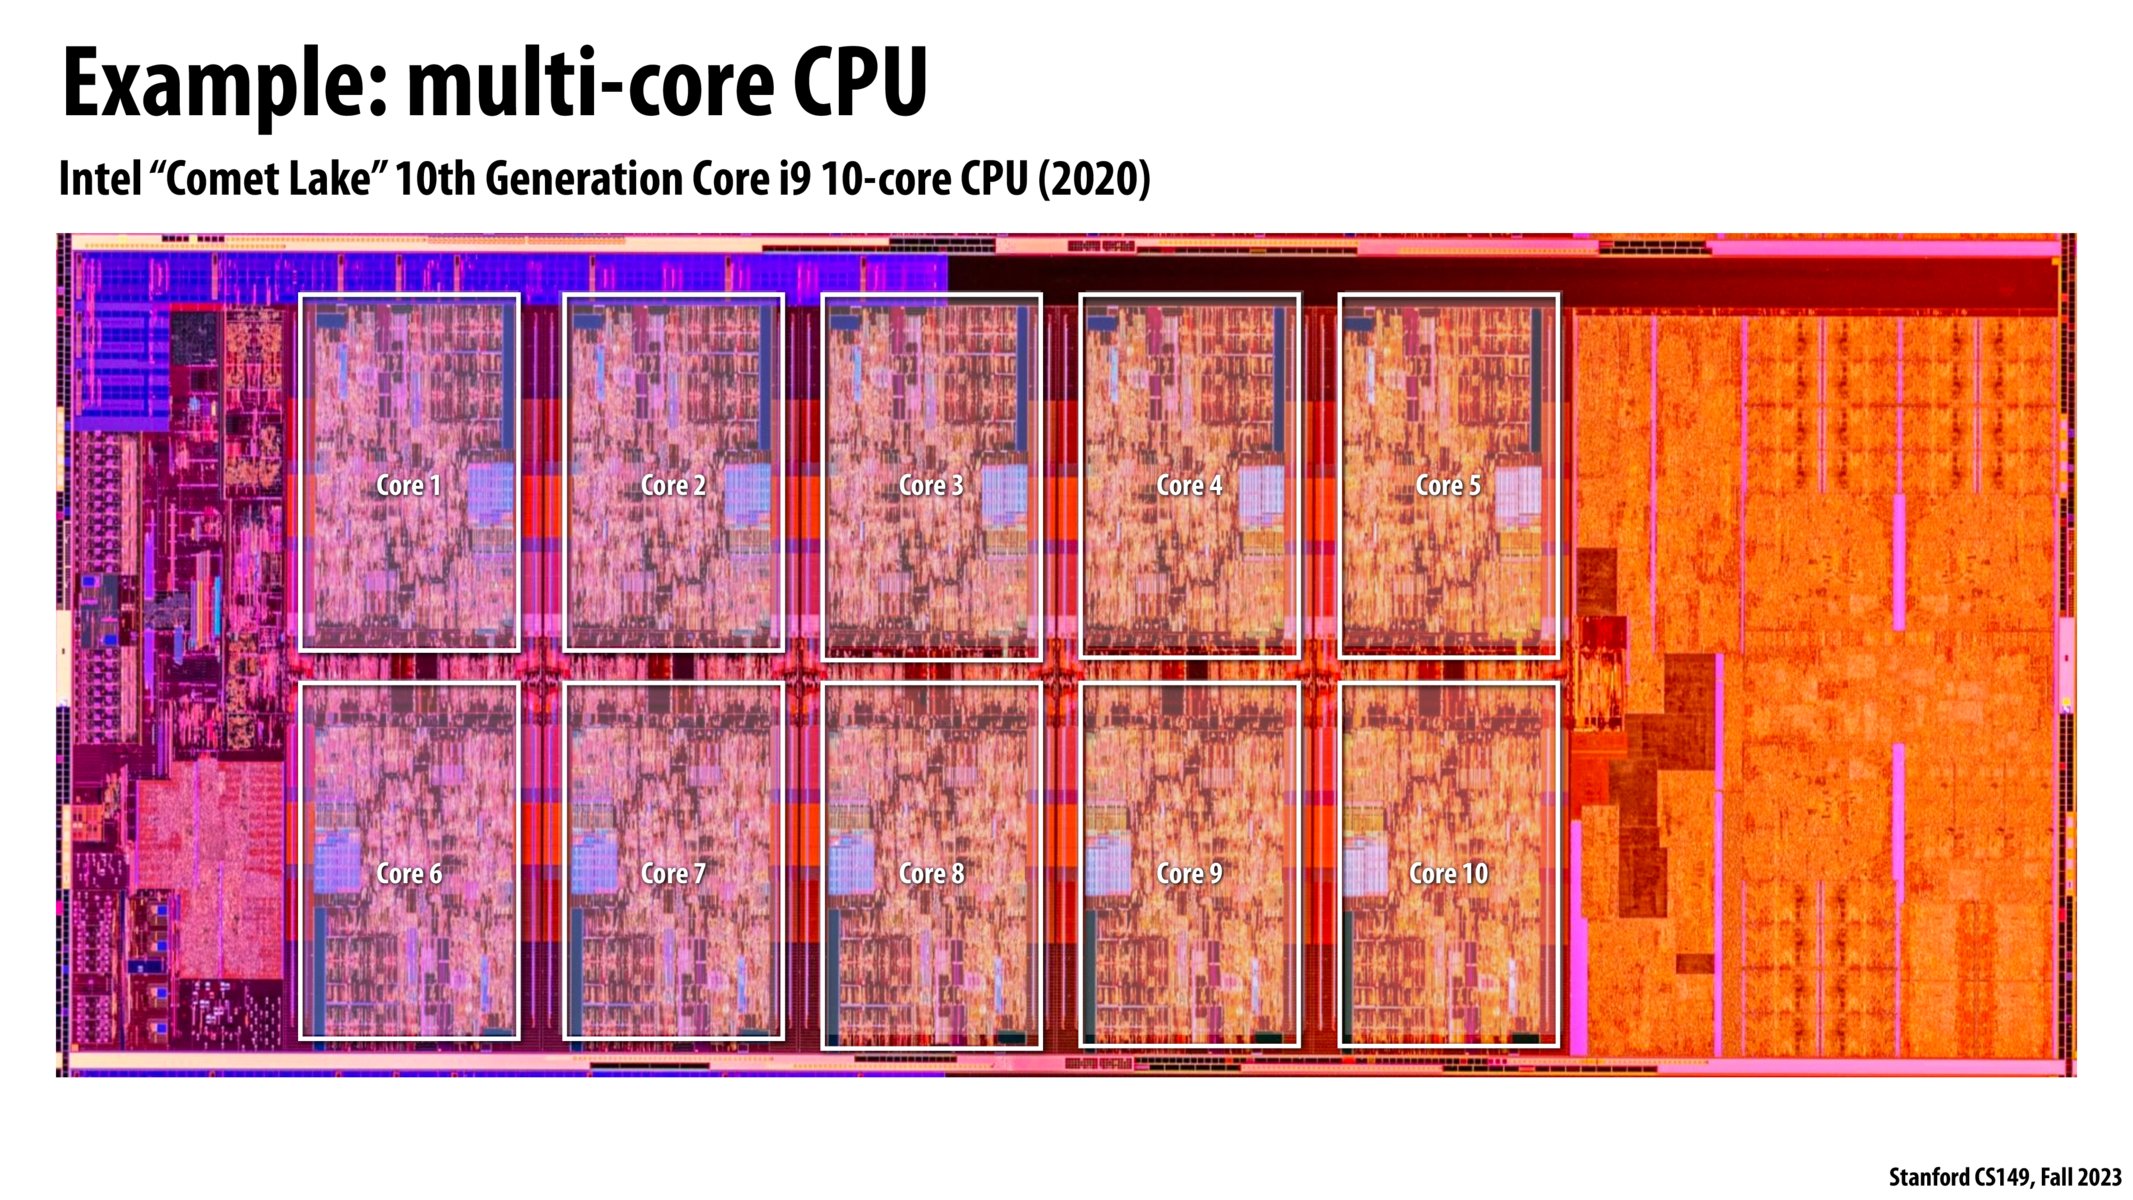 Example: multi-core CPU
Intel “Comet Lake” 10th Generation Core i9 10-core CPU (2020)
Core 1
Core 2
Core 3
Core 4
Core 5
Core 6
Core 7
Core 8
Core 9
Core 10
Stanford CS149, Fall 2023